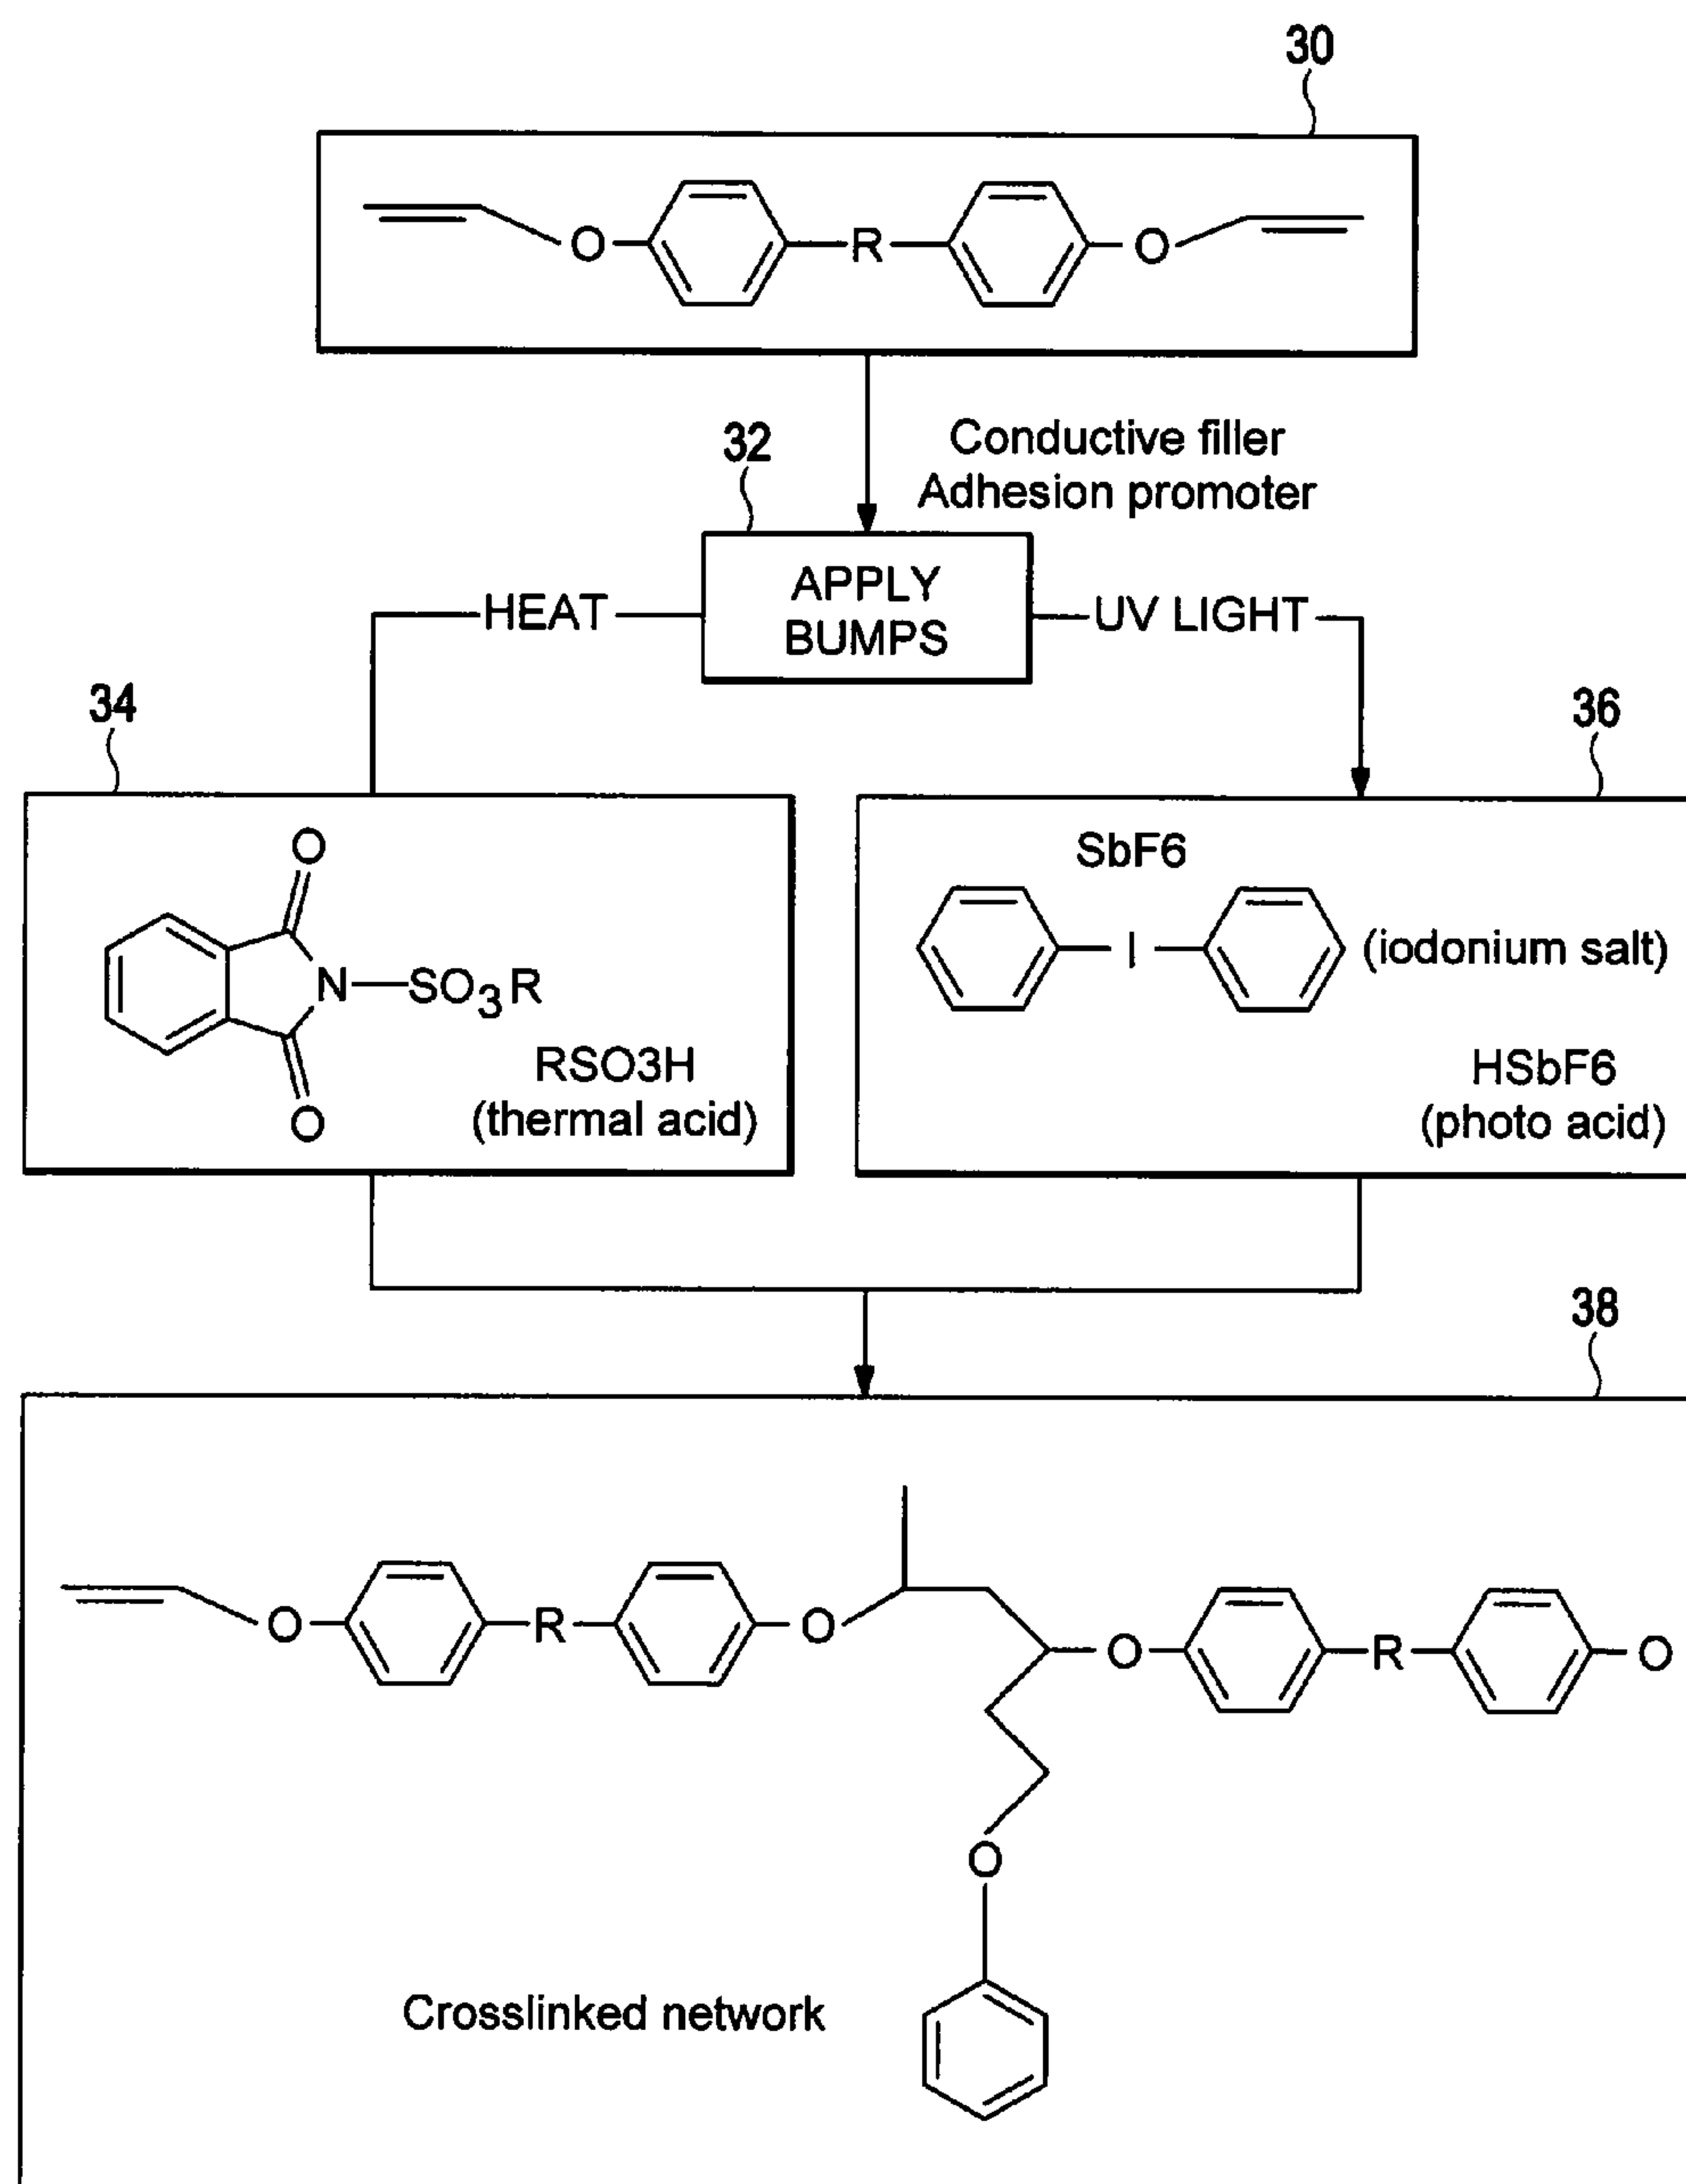 30
O R O
32
Conductive filler
Adhesion promoter
APPLY
BUMPS
HEAT
UV LIGHT
34
O
N SO3R
O
RSO3H
(thermal acid)
36
SbF6
I (iodonium salt)
HSbF6
(photo acid)
38
O R O O R O
O
Crosslinked network